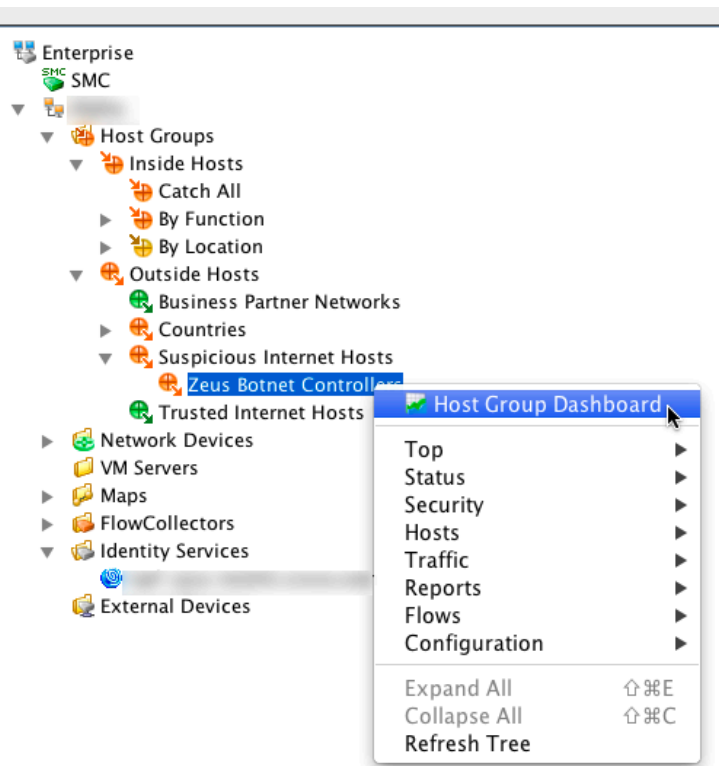 Enterprise
SMC SMC
Host Groups
Inside Hosts
Catch All
By Function
By Location
Outside Hosts
Business Partner Networks
Countries
Suspicious Internet Hosts
Zeus Botnet Controllers
Host Group Dashboard
Trusted Internet Hosts
Network Devices
VM Servers
Maps
FlowCollectors
Identity Services
External Devices
Top
Status
Security
Hosts
Traffic
Reports
Flows
Configuration
Expand All ⇧⌘E
Collapse All ⇧⌘C
Refresh Tree